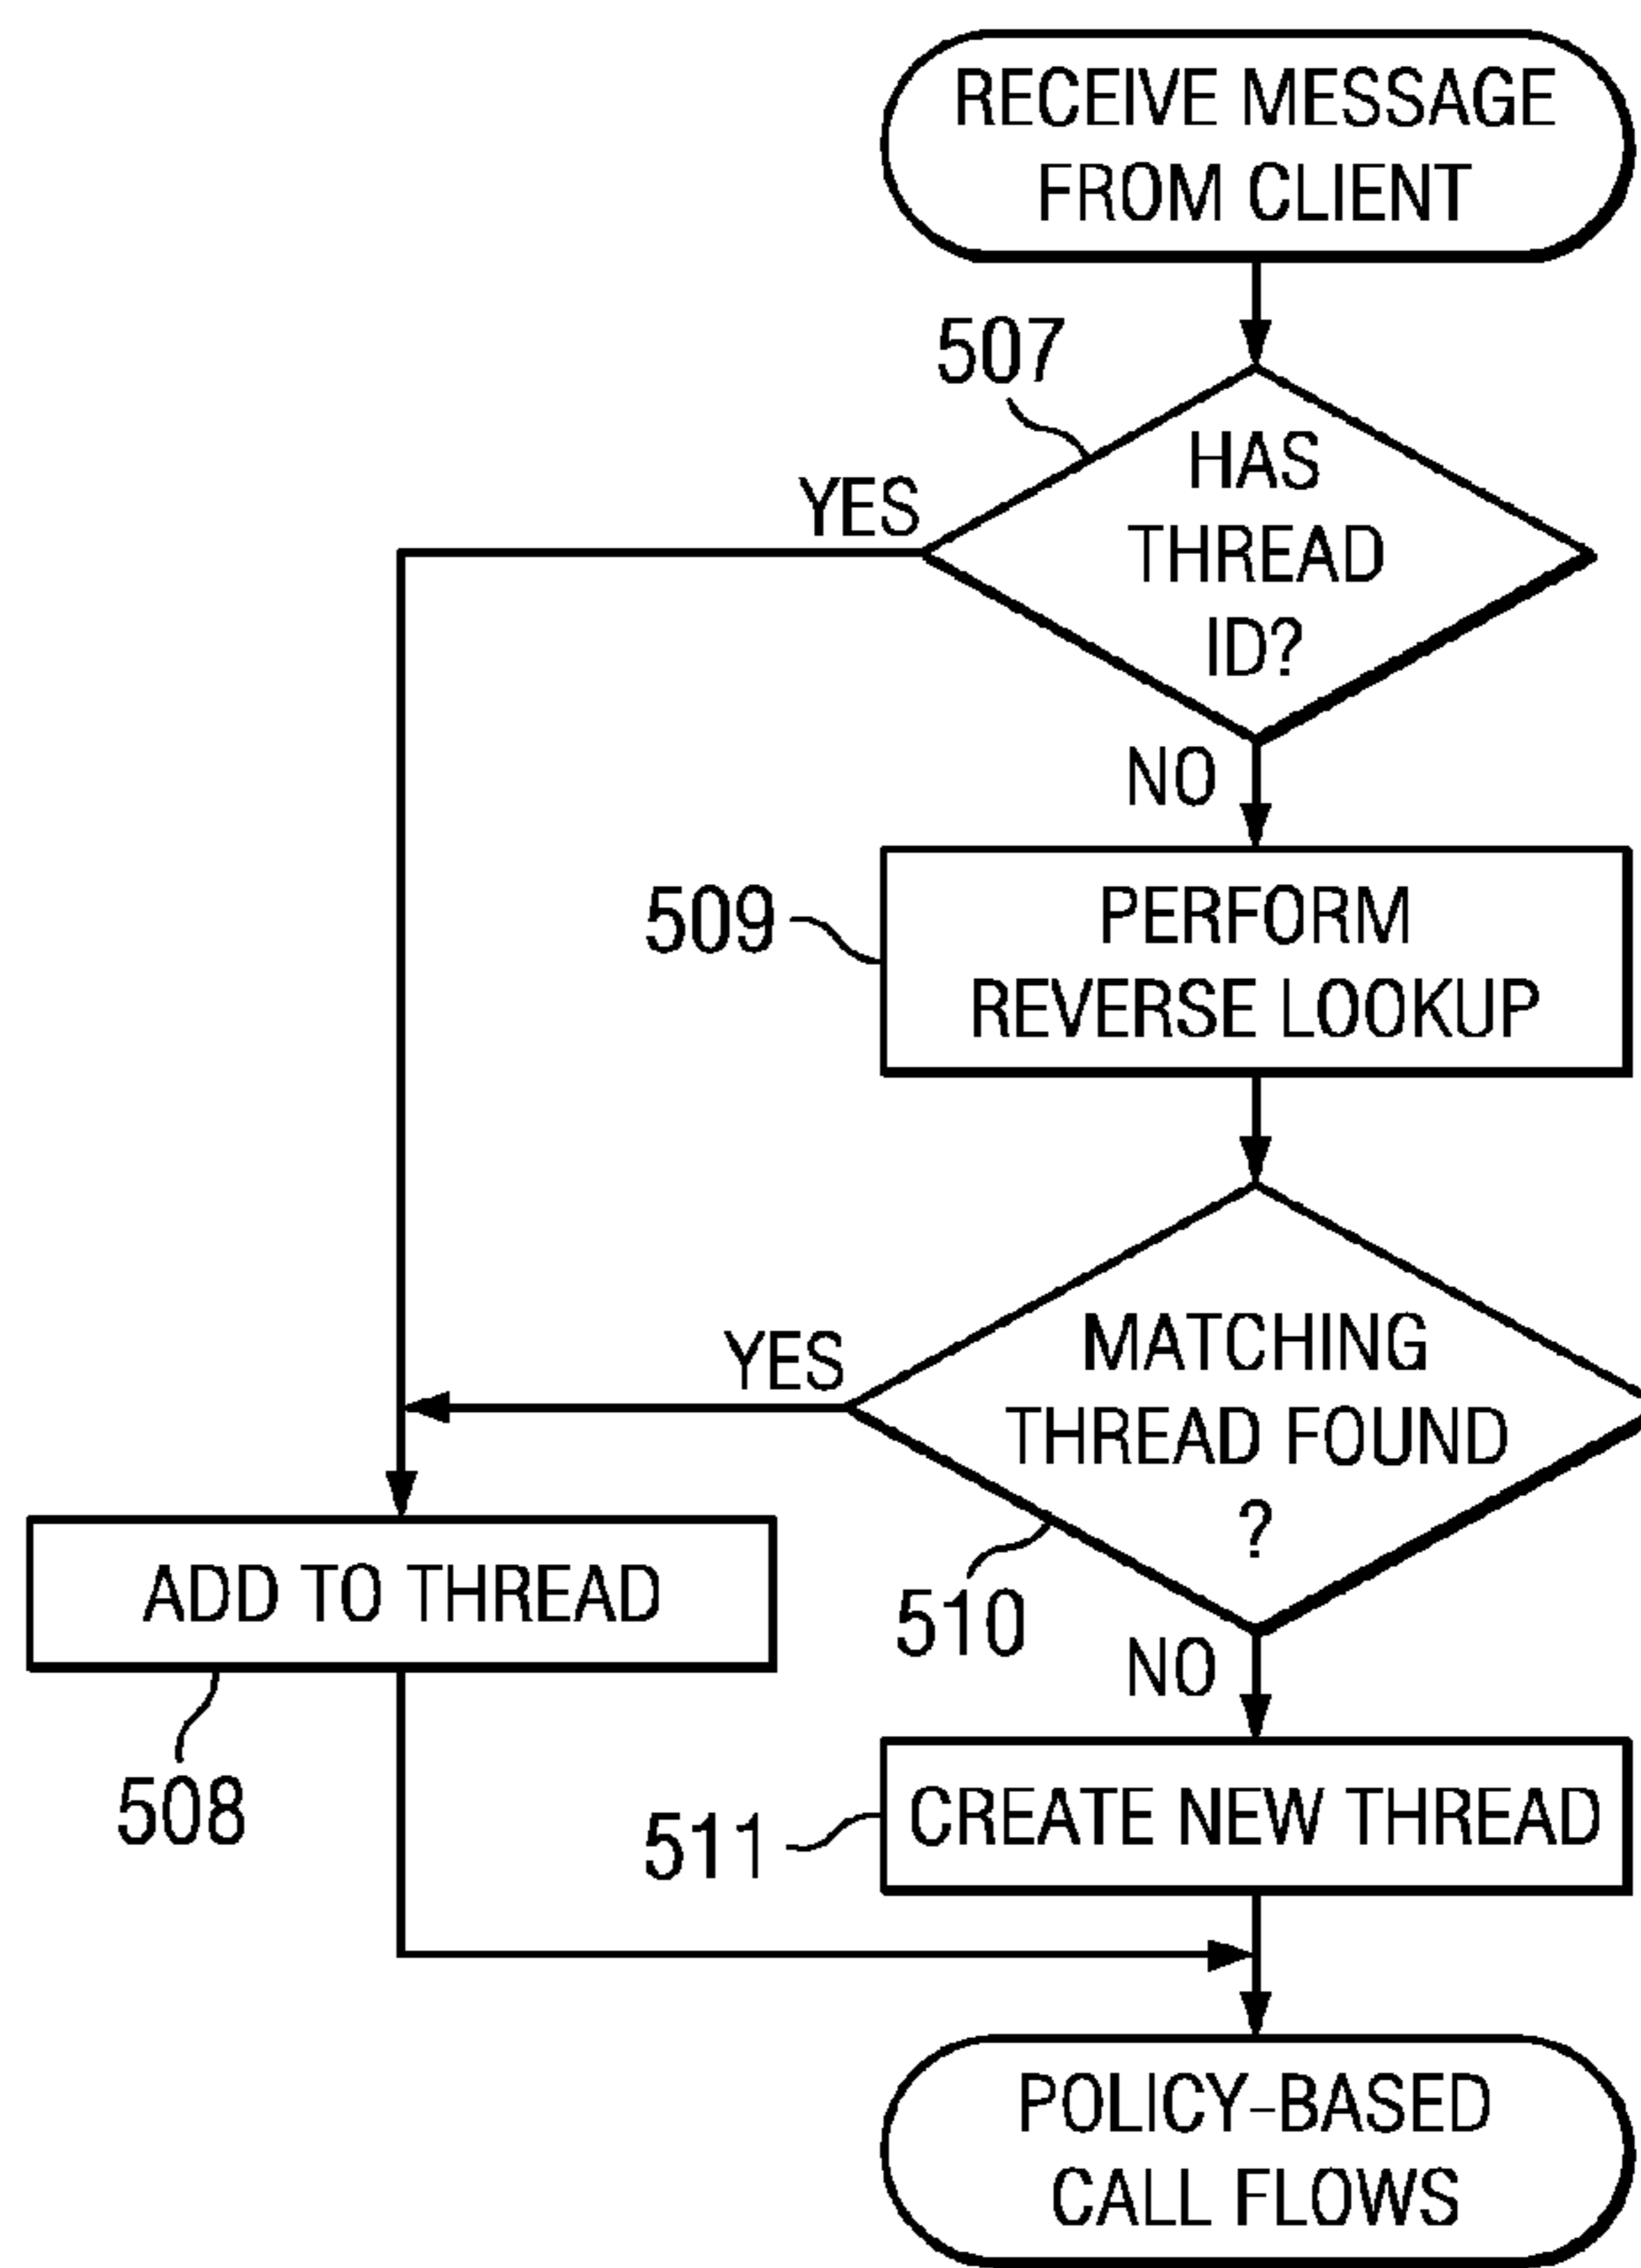 RECEIVE MESSAGE
FROM CLIENT
507
HAS
THREAD
ID?
YES
NO
509
PERFORM
REVERSE LOOKUP
MATCHING
THREAD FOUND
?
YES
510
NO
ADD TO THREAD
508
511
CREATE NEW THREAD
POLICY-BASED
CALL FLOWS